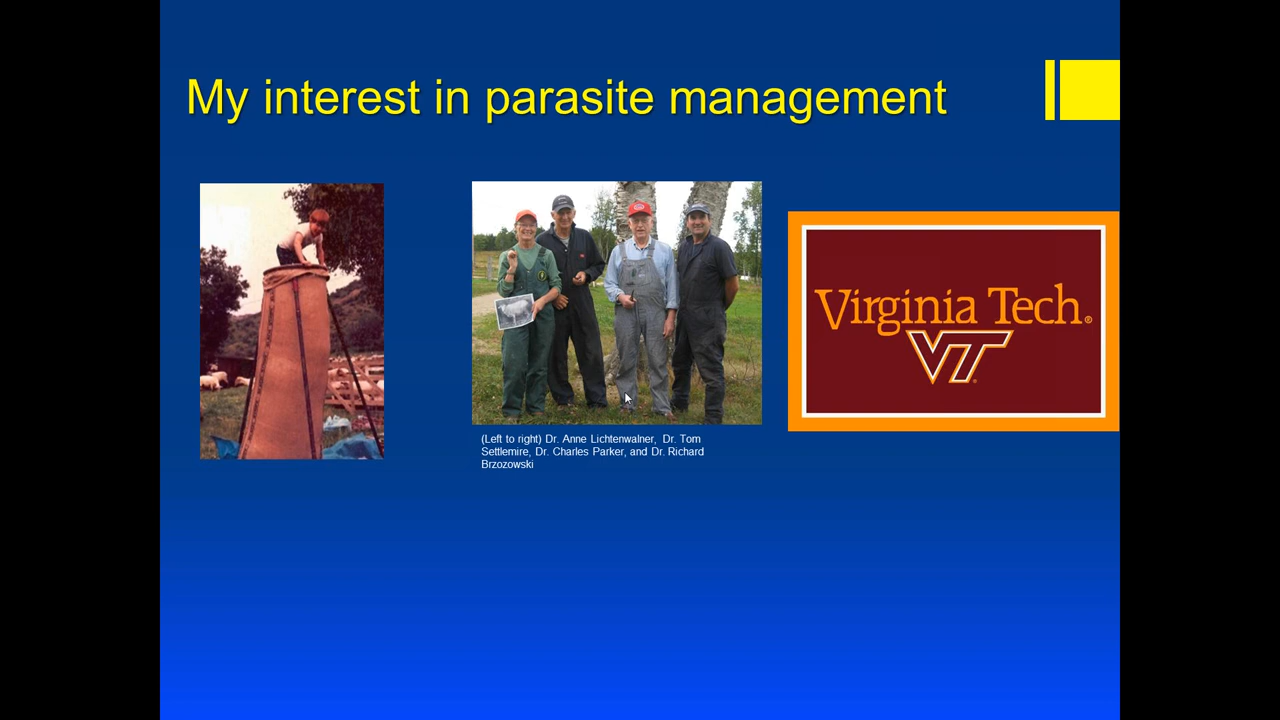 My interest in parasite management
(Left to right) Dr. Anne Lichtenwalner, Dr. Tom
Settlemire, Dr. Charles Parker, and Dr. Richard
Brzozowski
Virginia Tech®
VT